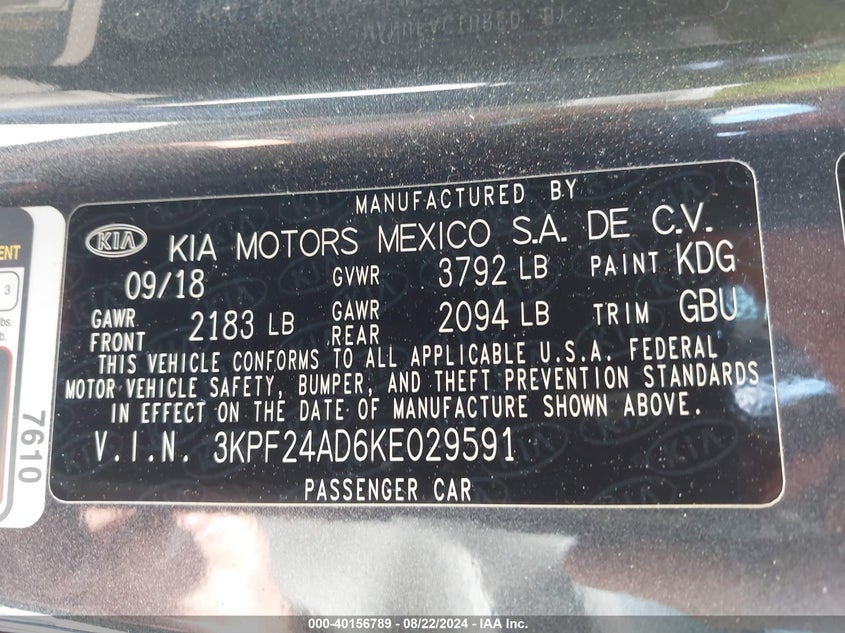 MANUFACTURED BY
KIA KIA MOTORS MEXICO S.A. DE C.V.
09/18 GVWR 3792 LB PAINT KDG
GAWR FRONT 2183 LB GAWR REAR 2094 LB TRIM GBU
THIS VEHICLE CONFORMS TO ALL APPLICABLE U.S.A. FEDERAL
MOTOR VEHICLE SAFETY, BUMPER, AND THEFT PREVENTION STANDARDS
IN EFFECT ON THE DATE OF MANUFACTURE SHOWN ABOVE.
V.I.N. 3KPF24AD6KE029591
PASSENGER CAR
7610
3
000-40156789 - 08/22/2024 - IAA Inc.